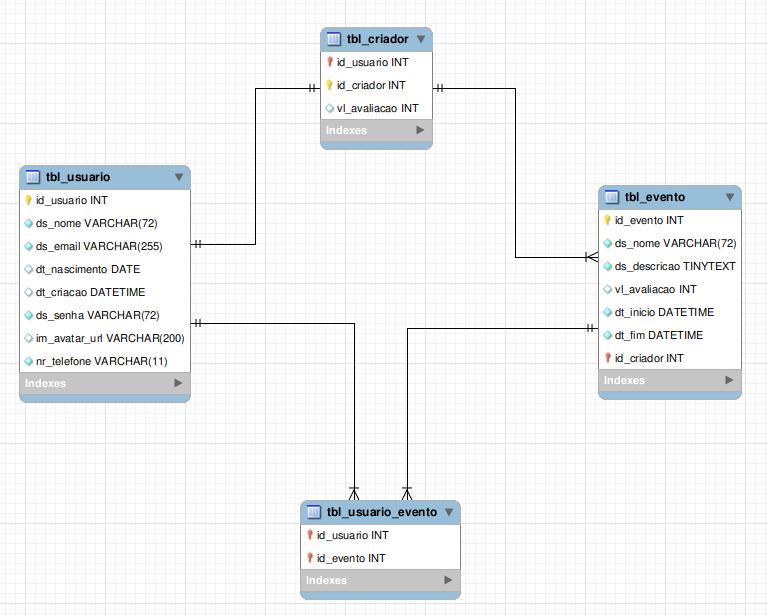 tbl_criador
id_usuario INT
id_criador INT
vl_avaliacao INT
Indexes
tbl_usuario
id_usuario INT
ds_nome VARCHAR(72)
ds_email VARCHAR(255)
dt_nascimento DATE
dt_criacao DATETIME
ds_senha VARCHAR(72)
im_avatar_url VARCHAR(200)
nr_telefone VARCHAR(11)
Indexes
tbl_evento
id_evento INT
ds_nome VARCHAR(72)
ds_descricao TINYTEXT
vl_avaliacao INT
dt_inicio DATETIME
dt_fim DATETIME
id_criador INT
Indexes
tbl_usuario_evento
id_usuario INT
id_evento INT
Indexes